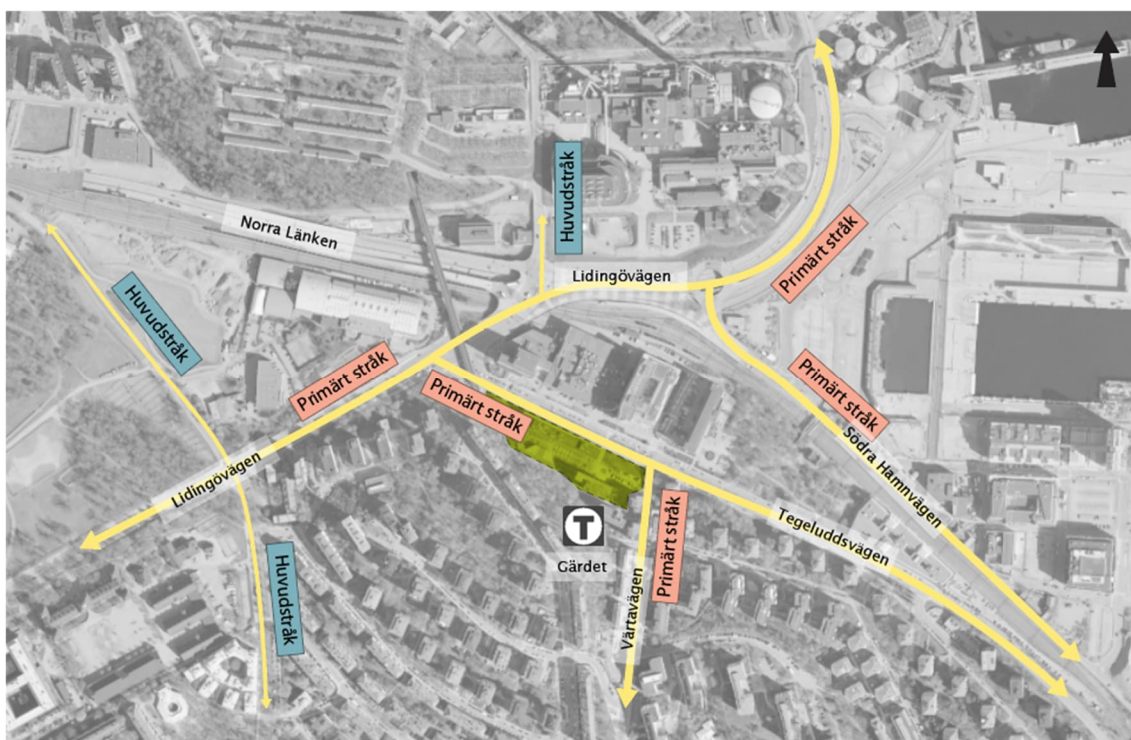 Huvudstråk
Norra Länken
Primärt stråk
Lidingövägen
Huvudstråk
Primärt stråk
Primärt stråk
Primärt stråk
Södra Hamnvägen
Lidingövägen
T
Primärt stråk
Tegeluddsvägen
Gärdet
Huvudstråk
Värtavägen